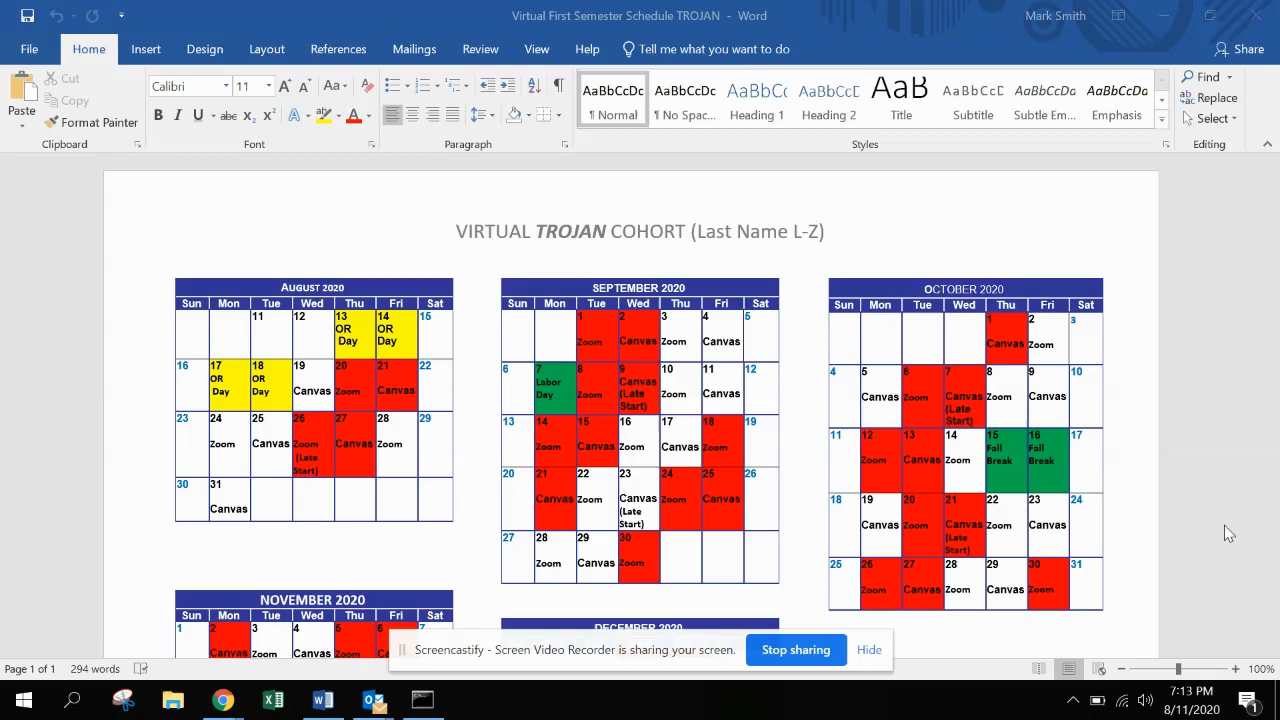 Virtual First Semester Schedule TROJAN - Word
Mark Smith
File Home Insert Design Layout References Mailings Review View Help Tell me what you want to do Share
Paste
Cut
Copy
Format Painter
Clipboard
Calibri 11
Font
Paragraph
AaBbCcDc AaBbCcDc AaBbCc AaBbCcE AaB AaBbCcD AaBbCcDa AaBbCcDa
¶ Normal ¶ No Spac... Heading 1 Heading 2 Title Subtitle Subtle Em... Emphasis
Styles
Find
Replace
Select
Editing
VIRTUAL TROJAN COHORT (Last Name L-Z)
AUGUST 2020
Sun Mon Tue Wed Thu Fri Sat
11 12 13 OR Day 14 OR Day 15
16 17 OR Day 18 OR Day 19 Canvas 20 Zoom 21 Canvas 22
23 24 Zoom 25 Canvas 26 Zoom (Late Start) 27 Canvas 28 Zoom 29
30 31 Canvas
SEPTEMBER 2020
Sun Mon Tue Wed Thu Fri Sat
1 Zoom 2 Canvas 3 Zoom 4 Canvas 5
6 7 Labor Day 8 Zoom 9 Canvas (Late Start) 10 Zoom 11 Canvas 12
13 14 Zoom 15 Canvas 16 Zoom 17 Canvas 18 Zoom 19
20 21 Canvas 22 Zoom 23 Canvas (Late Start) 24 Zoom 25 Canvas 26
27 28 Zoom 29 Canvas 30 Zoom
OCTOBER 2020
Sun Mon Tue Wed Thu Fri Sat
1 Canvas 2 Zoom 3
4 5 Canvas 6 Zoom 7 Canvas (Late Start) 8 Zoom 9 Canvas 10
11 12 Zoom 13 Canvas 14 Zoom 15 Fall Break 16 Fall Break 17
18 19 Canvas 20 Zoom 21 Canvas (Late Start) 22 Zoom 23 Canvas 24
25 26 Zoom 27 Canvas 28 Zoom 29 Canvas 30 Zoom 31
NOVEMBER 2020
Sun Mon Tue Wed Thu Fri Sat
1 2 Canvas 3 Zoom 4 Canvas 5 Zoom 6 7
DECEMBER 2020
Screencastify - Screen Video Recorder is sharing your screen.
Stop sharing
Hide
Page 1 of 1 294 words
100%
7:13 PM
8/11/2020
1